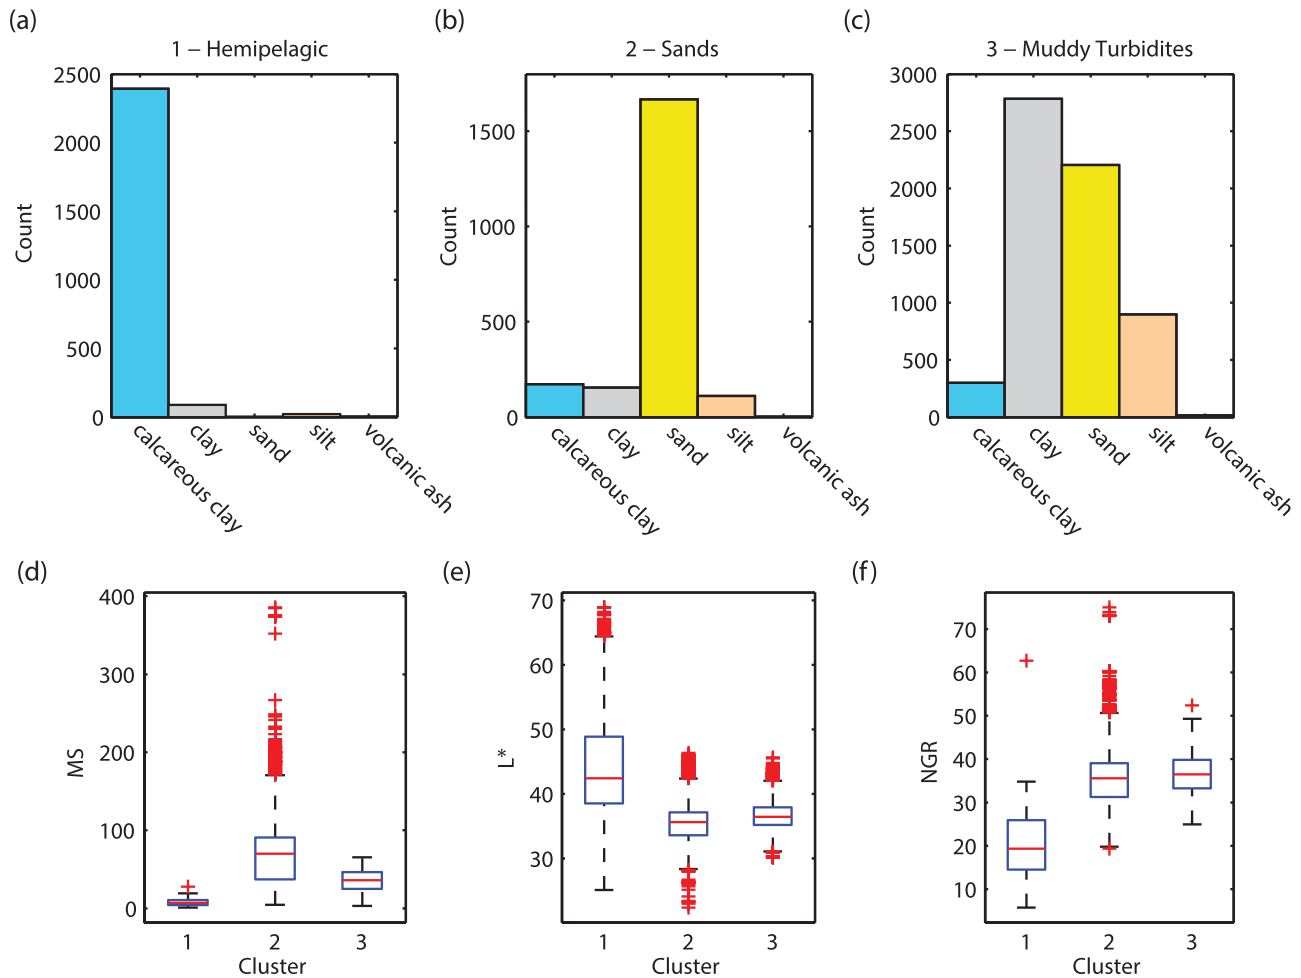 (a)
1 – Hemipelagic
2500
2000
1500
1000
500
0
Count
calcareous clay
clay
sand
silt
volcanic ash
(b)
2 – Sands
1500
1000
500
0
Count
calcareous clay
clay
sand
silt
volcanic ash
(c)
3 – Muddy Turbidites
3000
2500
2000
1500
1000
500
0
Count
calcareous clay
clay
sand
silt
volcanic ash
(d)
400
300
200
100
0
MS
1 2 3
Cluster
(e)
70
60
50
40
30
L*
1 2 3
Cluster
(f)
70
60
50
40
30
20
10
NGR
1 2 3
Cluster